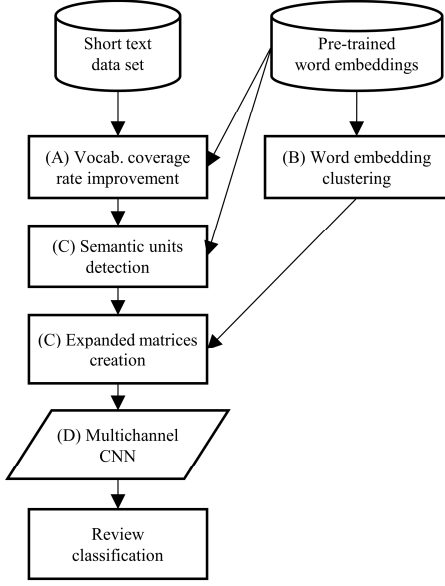 Short text
data set
Pre-trained
word embeddings
(A) Vocab. coverage
rate improvement
(B) Word embedding
clustering
(C) Semantic units
detection
(C) Expanded matrices
creation
(D) Multichannel
CNN
Review
classification